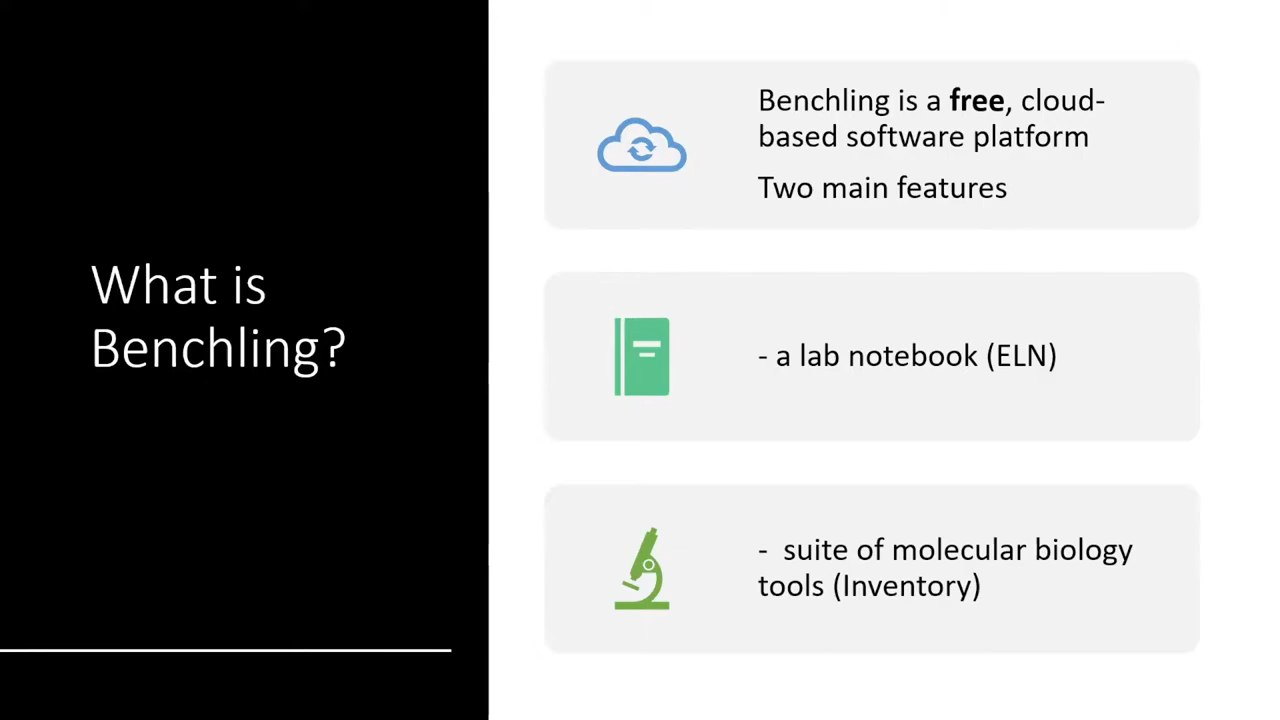 What is
Benchling?
Benchling is a free, cloud-
based software platform
Two main features
- a lab notebook (ELN)
- suite of molecular biology
tools (Inventory)